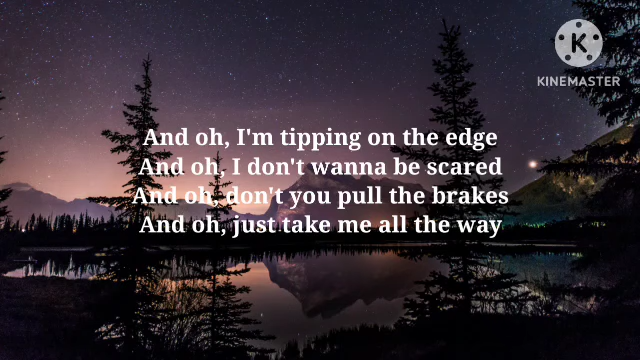 KINEMASTER
And oh, I'm tipping on the edge
And oh, I don't wanna be scared
And oh, don't you pull the brakes
And oh, just take me all the way